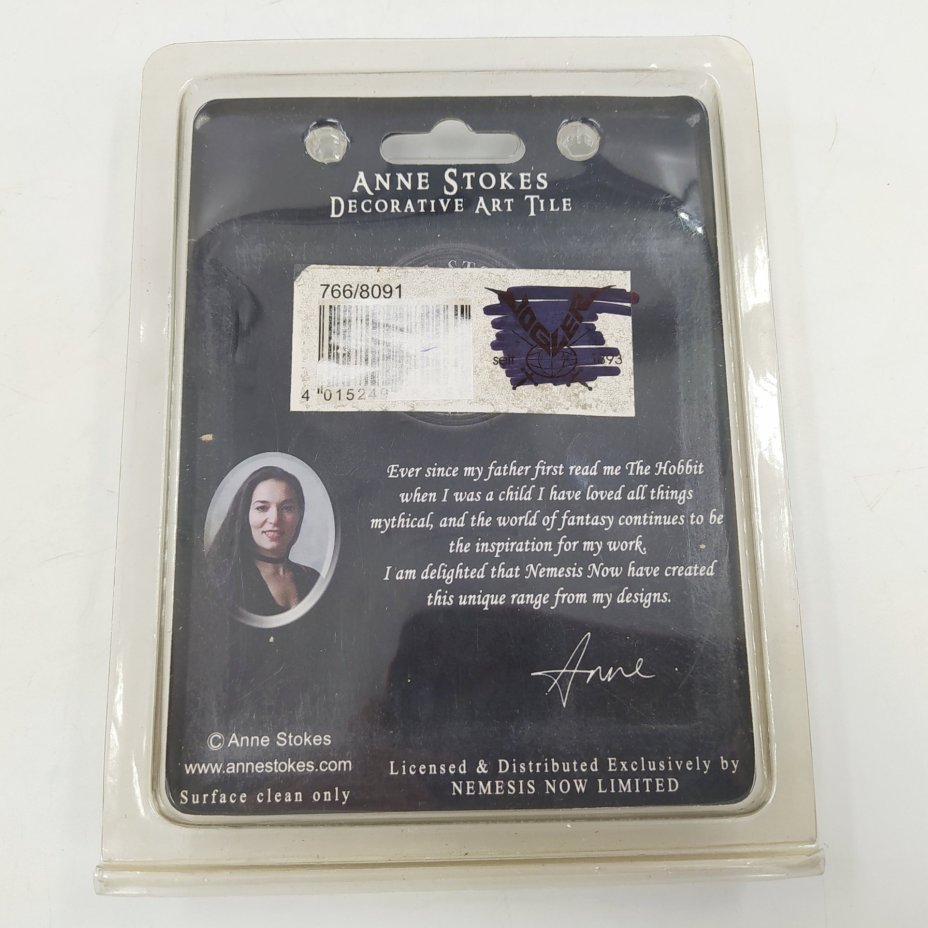 ANNE STOKES
DECORATIVE ART TILE
766/8091
VOGLER
seit 1893
4 015249
Ever since my father first read me The Hobbit
when I was a child I have loved all things
mythical, and the world of fantasy continues to be
the inspiration for my work.
I am delighted that Nemesis Now have created
this unique range from my designs.
Anne
© Anne Stokes
www.annestokes.com
Surface clean only
Licensed & Distributed Exclusively by
NEMESIS NOW LIMITED